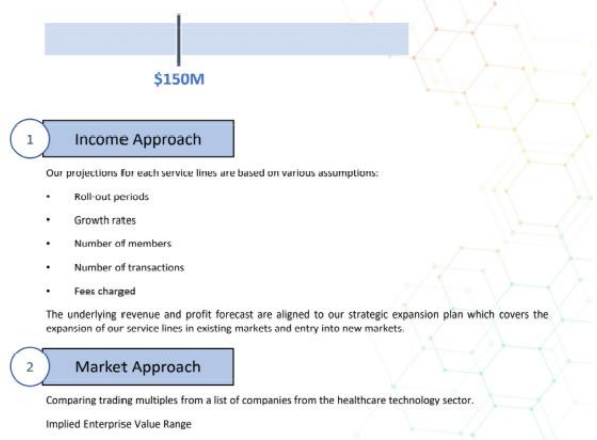 $150M
1
Income Approach
Our projections for each service lines are based on various assumptions:
• Roll-out periods
• Growth rates
• Number of members
• Number of transactions
• Fees charged
The underlying revenue and profit forecast are aligned to our strategic expansion plan which covers the
expansion of our service lines in existing markets and entry into new markets.
2
Market Approach
Comparing trading multiples from a list of companies from the healthcare technology sector.
Implied Enterprise Value Range